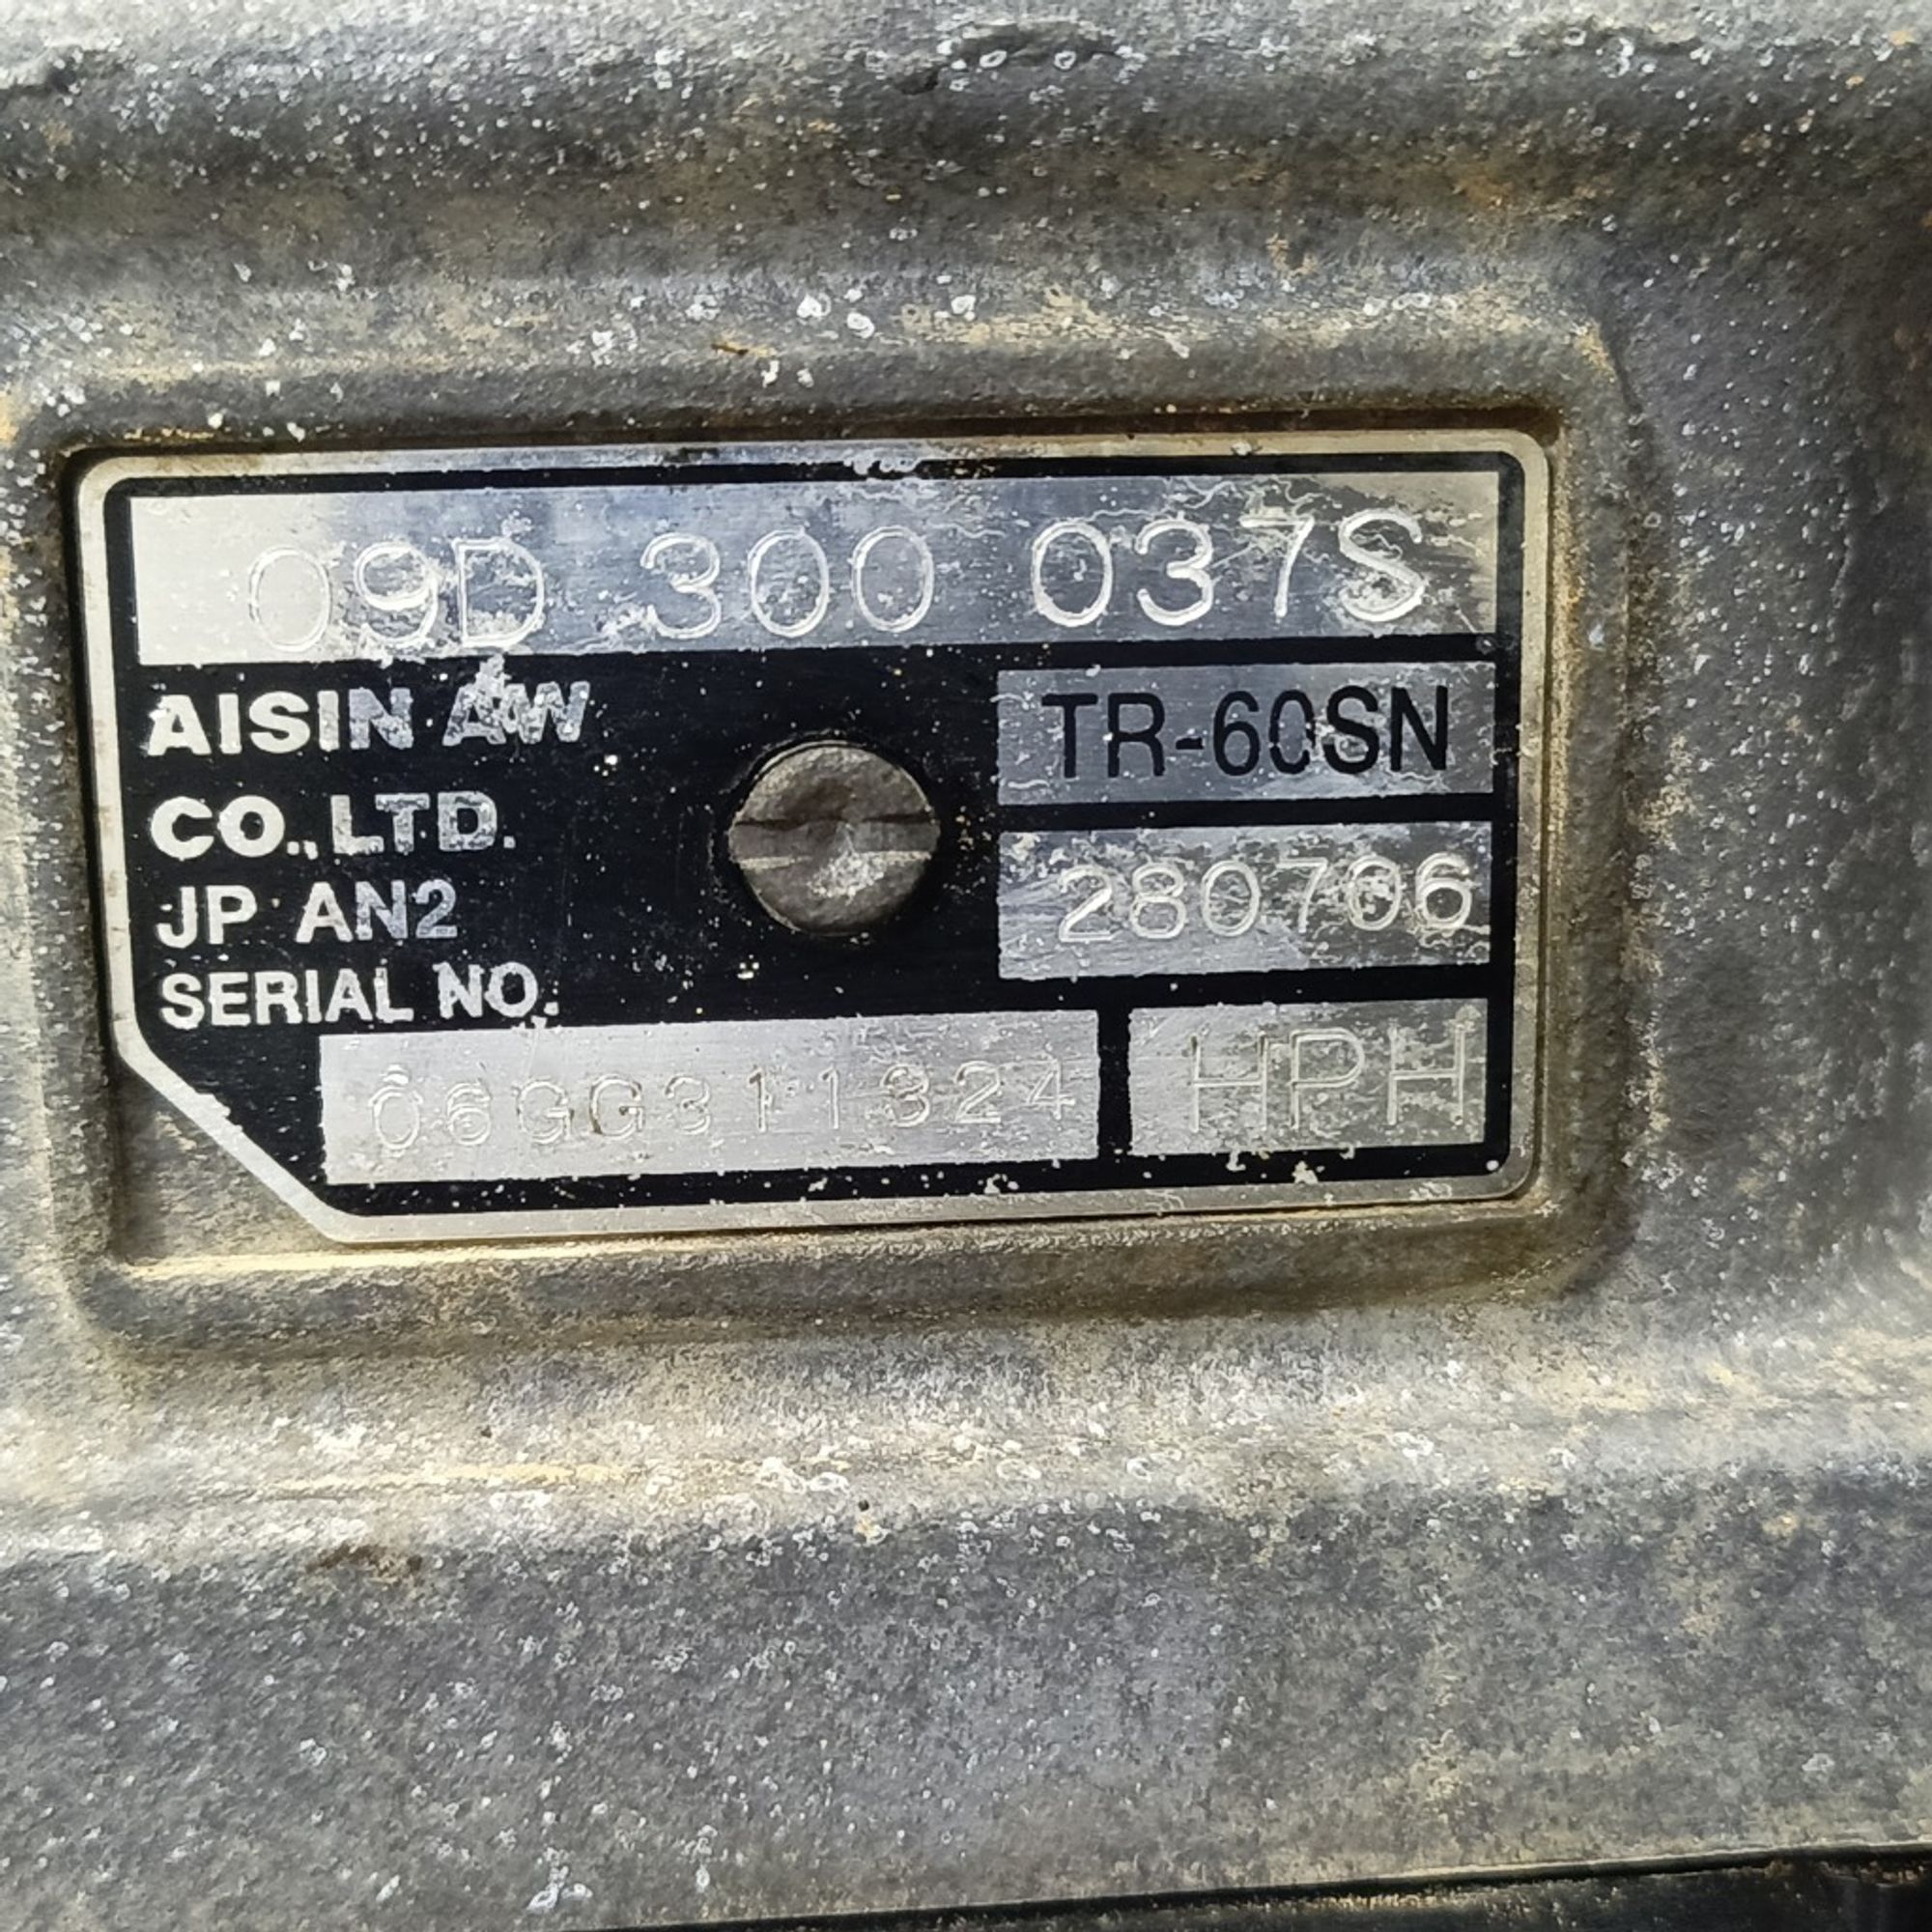 09D 300 037S
AISIN AW
CO.,LTD.
JP AN2
SERIAL NO.
TR-60SN
280706
06GG311324
HPH